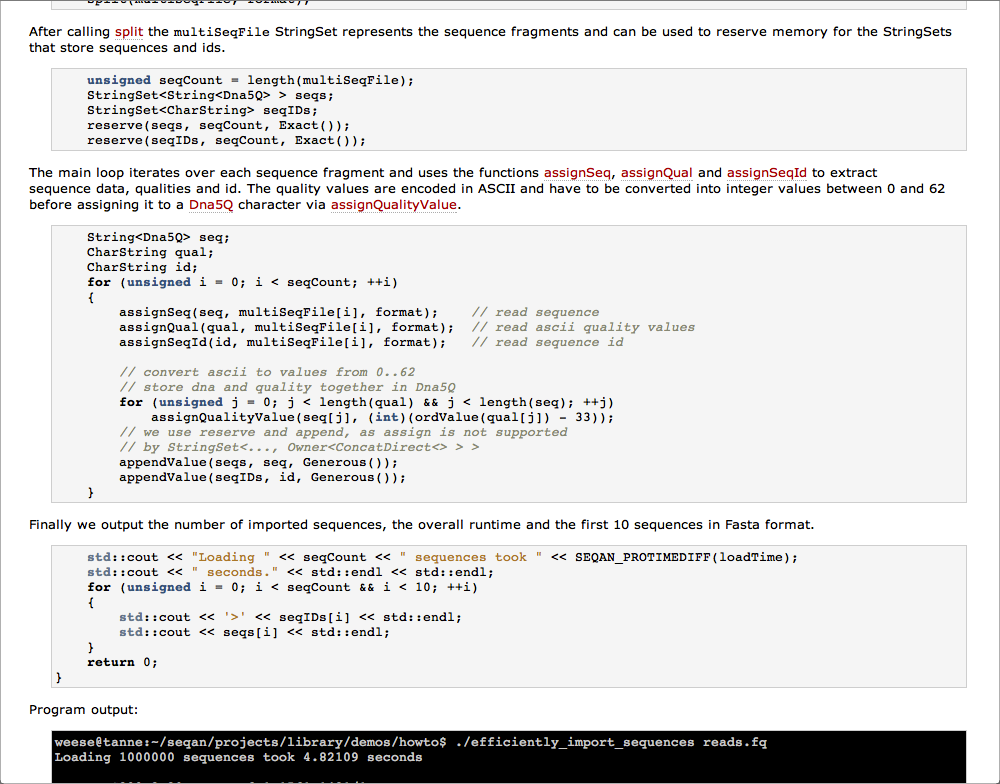 After calling split the multiSeqFile StringSet represents the sequence fragments and can be used to reserve memory for the StringSets
that store sequences and ids.
unsigned seqCount = length(multiSeqFile);
StringSet<String<Dna5Q> > seqs;
StringSet<CharString> seqIDs;
reserve(seqs, seqCount, Exact());
reserve(seqIDs, seqCount, Exact());
The main loop iterates over each sequence fragment and uses the functions assignSeq, assignQual and assignSeqId to extract
sequence data, qualities and id. The quality values are encoded in ASCII and have to be converted into integer values between 0 and 62
before assigning it to a Dna5Q character via assignQualityValue.
String<Dna5Q> seq;
CharString qual;
CharString id;
for (unsigned i = 0; i < seqCount; ++i)
{
assignSeq(seq, multiSeqFile[i], format);    // read sequence
assignQual(qual, multiSeqFile[i], format);  // read ascii quality values
assignSeqId(id, multiSeqFile[i], format);   // read sequence id
// convert ascii to values from 0..62
// store dna and quality together in Dna5Q
for (unsigned j = 0; j < length(qual) && j < length(seq); ++j)
assignQualityValue(seq[j], (int)(ordValue(qual[j]) - 33));
// we use reserve and append, as assign is not supported
// by StringSet<..., Owner<ConcatDirect<> > >
appendValue(seqs, seq, Generous());
appendValue(seqIDs, id, Generous());
}
Finally we output the number of imported sequences, the overall runtime and the first 10 sequences in Fasta format.
std::cout << "Loading " << seqCount << " sequences took " << SEQAN_PROTIMEDIFF(loadTime);
std::cout << " seconds." << std::endl << std::endl;
for (unsigned i = 0; i < seqCount && i < 10; ++i)
{
std::cout << '>' << seqIDs[i] << std::endl;
std::cout << seqs[i] << std::endl;
}
return 0;
}
Program output:
weese@tanne:~/seqan/projects/library/demos/howto$ ./efficiently_import_sequences reads.fq
Loading 1000000 sequences took 4.82109 seconds